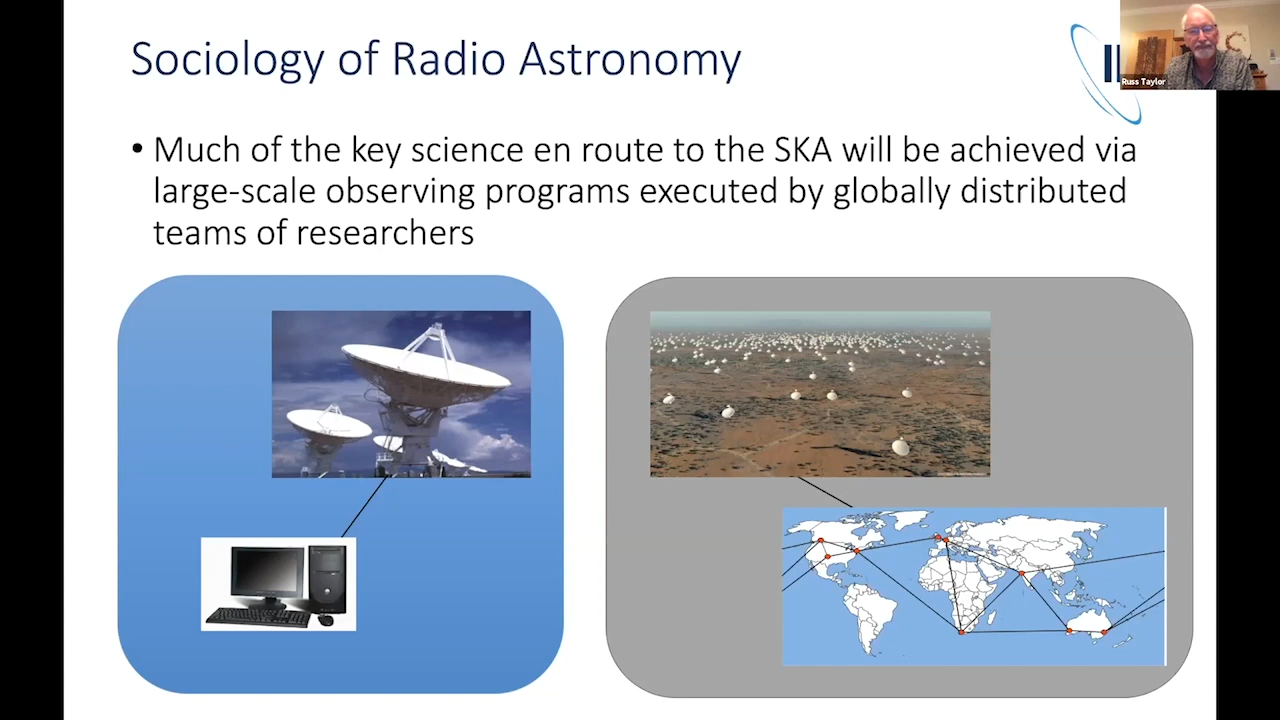 Sociology of Radio Astronomy
Russ Taylor
• Much of the key science en route to the SKA will be achieved via
large-scale observing programs executed by globally distributed
teams of researchers